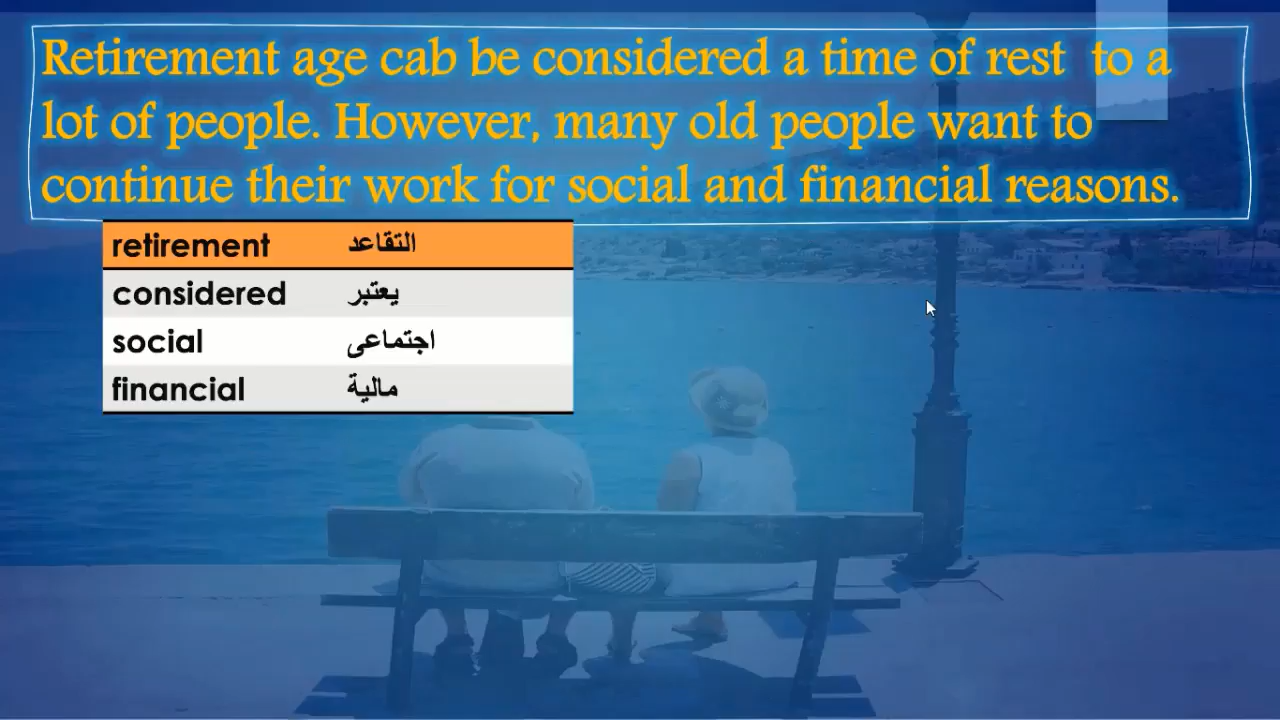 Retirement age cab be considered a time of rest to a
lot of people. However, many old people want to
continue their work for social and financial reasons.
retirement التقاعد
considered يعتبر
social اجتماعى
financial مالية